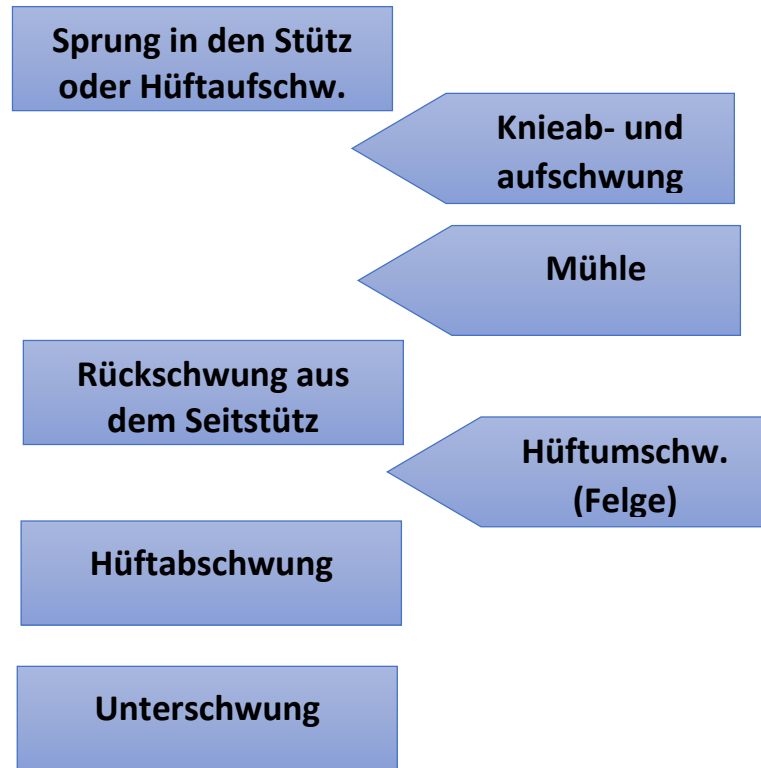 Sprung in den Stütz
oder Hüftaufschw.
Knieab- und
aufschwung
Mühle
Rückschwung aus
dem Seitstütz
Hüftumschw.
(Felge)
Hüftabschwung
Unterschwung